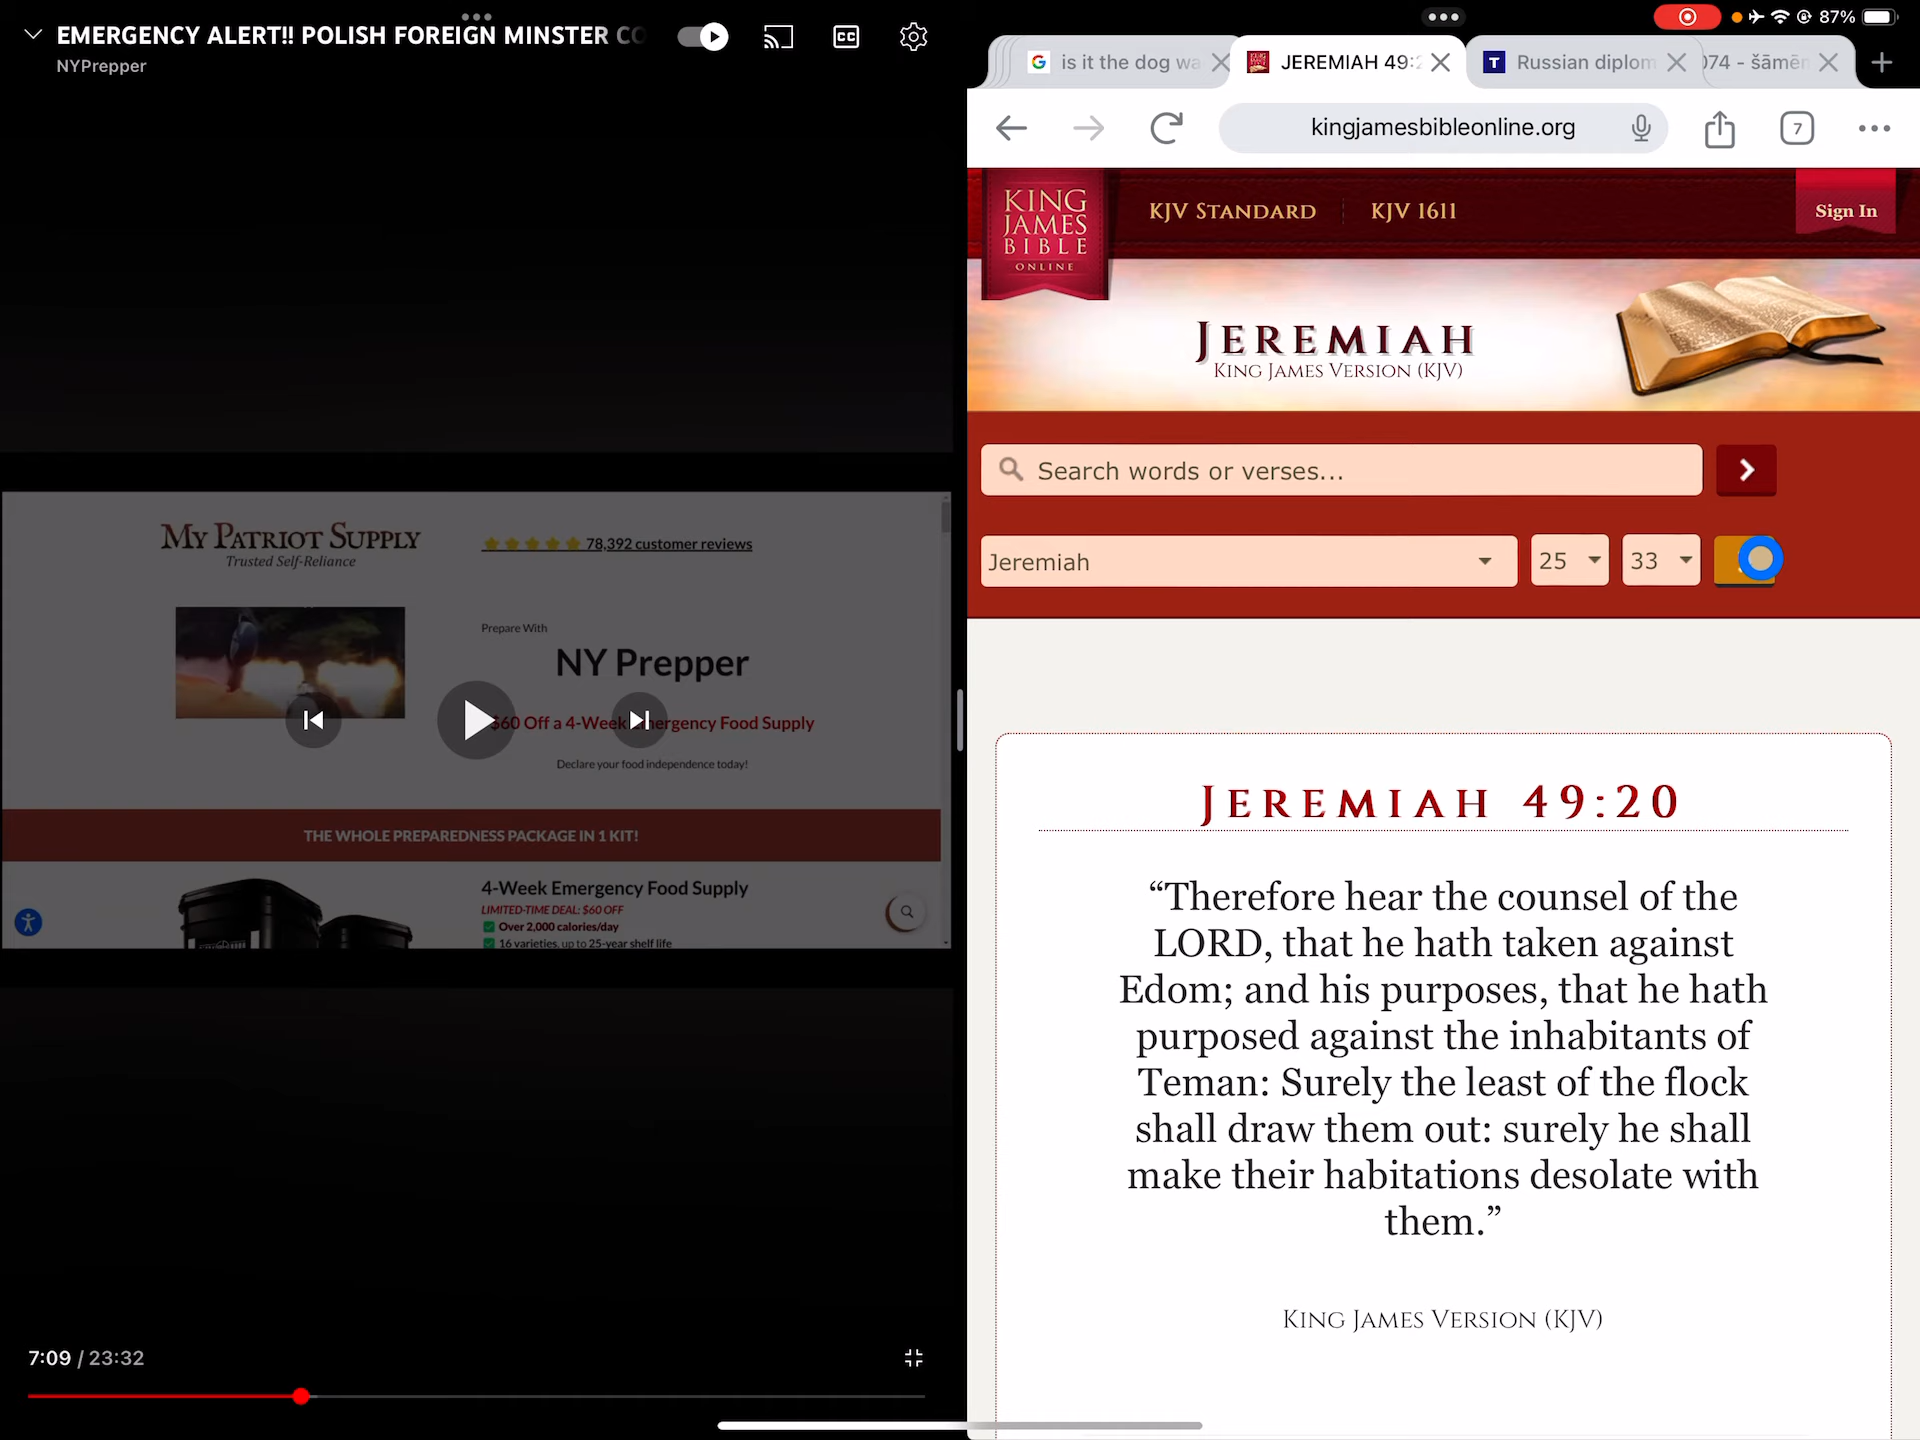 EMERGENCY ALERT!! POLISH FOREIGN MINSTER
NYPrepper
MY PATRIOT SUPPLY
Trusted Self-Reliance
78,392 customer reviews
Prepare With
NY Prepper
$60 Off a 4-Week Emergency Food Supply
Declare your food independence today!
THE WHOLE PREPAREDNESS PACKAGE IN 1 KIT!
4-Week Emergency Food Supply
LIMITED-TIME DEAL: $60 OFF
Over 2,000 calories/day
16 varieties, up to 25-year shelf life
7:09 / 23:32
87%
is it the dog wa
JEREMIAH 49:2
Russian diplom
074 - šāmēn
kingjamesbibleonline.org
7
KING
JAMES
BIBLE
ONLINE
KJV STANDARD
KJV 1611
Sign In
JEREMIAH
KING JAMES VERSION (KJV)
Search words or verses...
Jeremiah
25
33
JEREMIAH 49:20
“Therefore hear the counsel of the
LORD, that he hath taken against
Edom; and his purposes, that he hath
purposed against the inhabitants of
Teman: Surely the least of the flock
shall draw them out: surely he shall
make their habitations desolate with
them.”
KING JAMES VERSION (KJV)